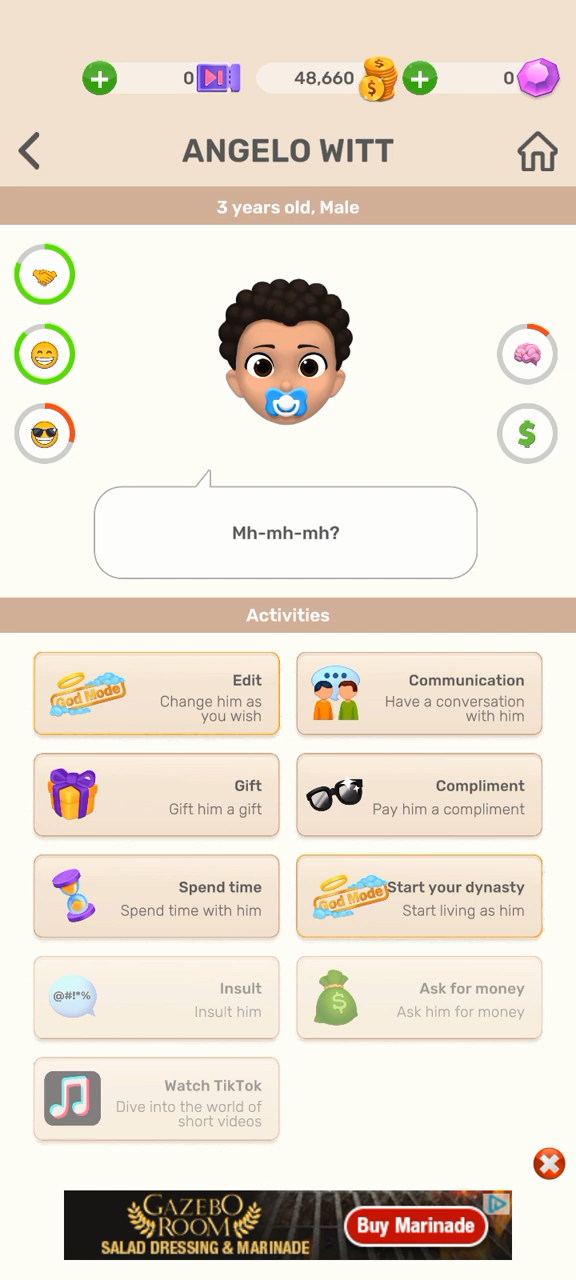 0
48,660
0
ANGELO WITT
3 years old, Male
Mh-mh-mh?
Activities
God Mode
Edit
Change him as
you wish
Communication
Have a conversation
with him
Gift
Gift him a gift
Compliment
Pay him a compliment
Spend time
Spend time with him
God Mode
Start your dynasty
Start living as him
@#!*%
Insult
Insult him
Ask for money
Ask him for money
Watch TikTok
Dive into the world of
short videos
GAZEBO
ROOM
SALAD DRESSING & MARINADE
Buy Marinade